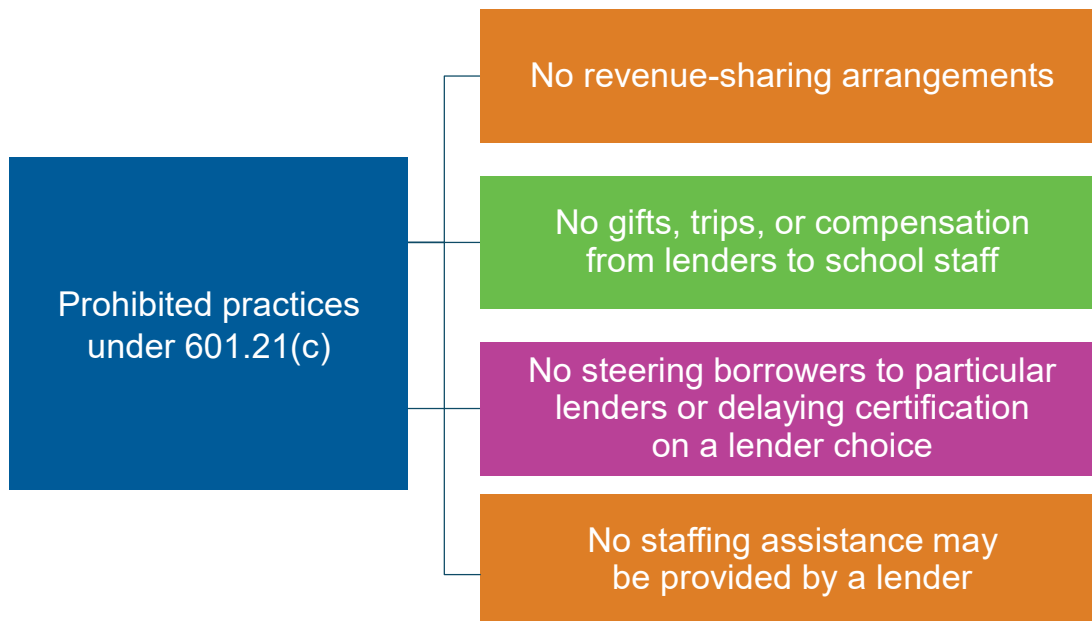 Prohibited practices
under 601.21(c)
No revenue-sharing arrangements
No gifts, trips, or compensation
from lenders to school staff
No steering borrowers to particular
lenders or delaying certification
on a lender choice
No staffing assistance may
be provided by a lender